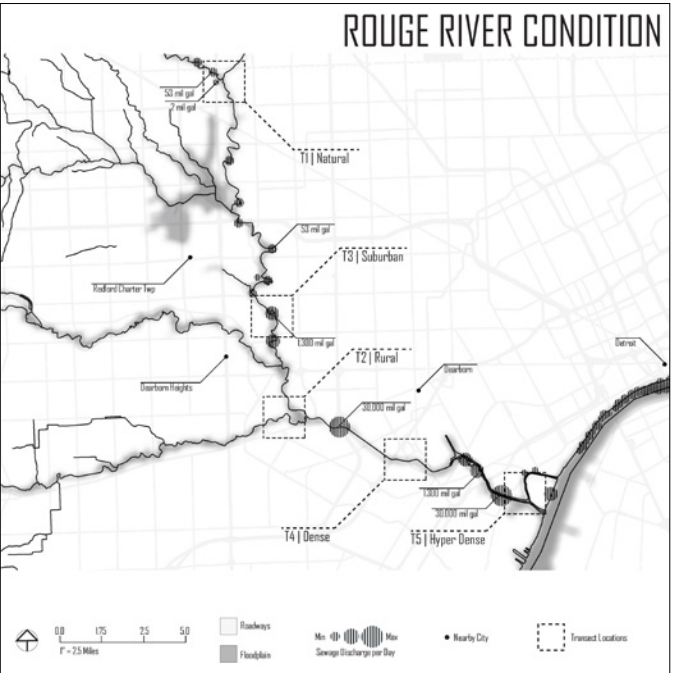 ROUGE RIVER CONDITION
53 mil gal
2 mil gal
T1 | Natural
53 mil gal
T3 | Suburban
Redford Charter Twp
1,300 mil gal
Detroit
T2 | Rural
Dearborn
Dearborn Heights
30,000 mil gal
1,300 mil gal
30,000 mil gal
T4 | Dense
T5 | Hyper Dense
0.0 1.75 2.5 5.0
1" = 2.5 Miles
Roadways
Floodplain
Min Max
Sewage Discharge per Day
Nearby City
Transect Locations